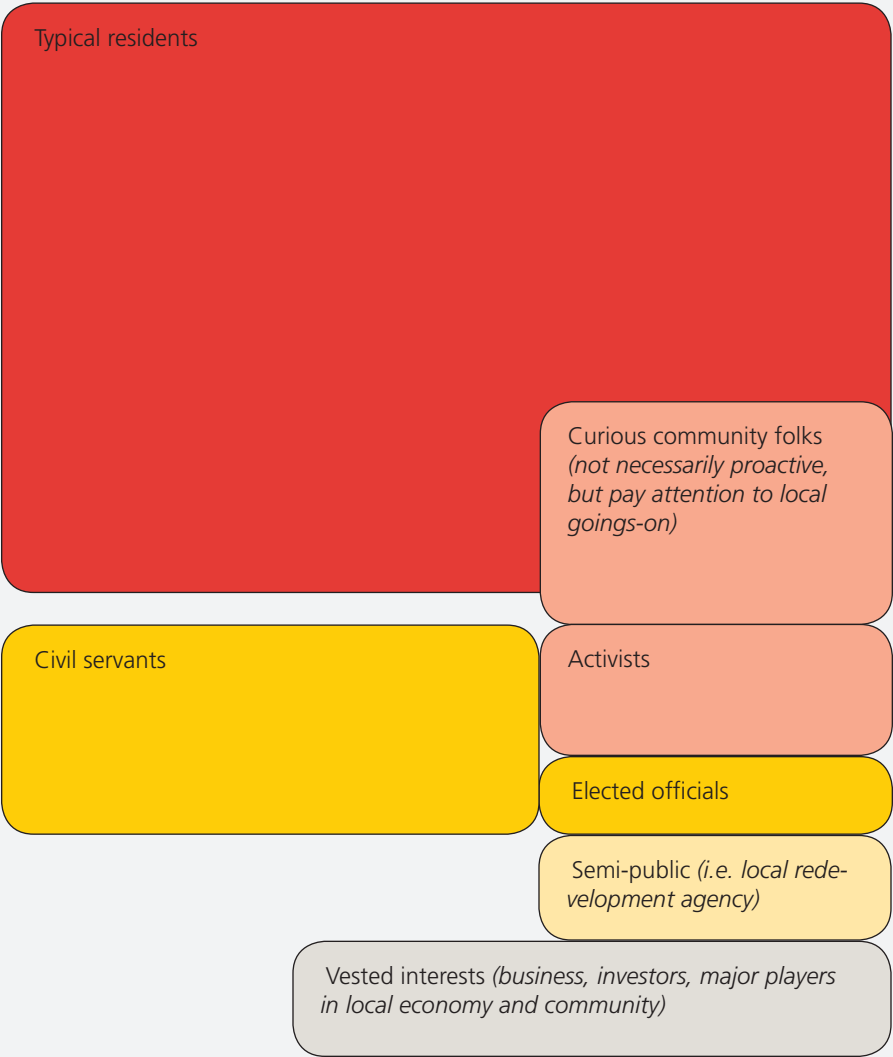 Typical residents
Curious community folks
(not necessarily proactive,
but pay attention to local
goings-on)
Civil servants
Activists
Elected officials
Semi-public (i.e. local rede-
velopment agency)
Vested interests (business, investors, major players
in local economy and community)